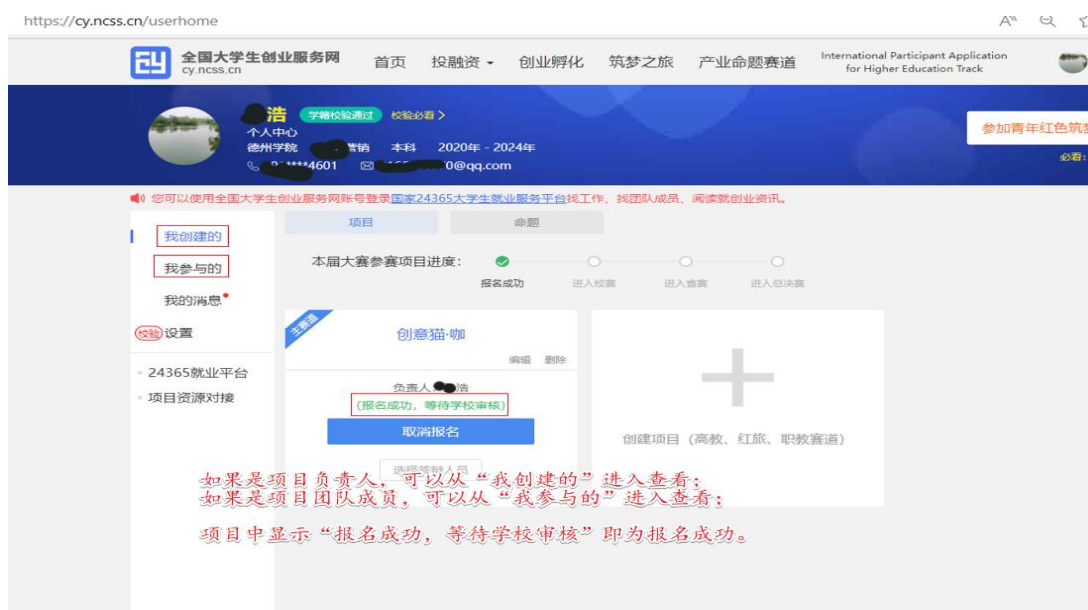 https://cy.ncss.cn/userhome
全国大学生创业服务网
cy.ncss.cn
首页 投融资 创业孵化 筑梦之旅 产业命题赛道
International Participant Application
for Higher Education Track
浩 学籍校验通过 校验必看>
个人中心
德州学院 营销 本科 2020年 - 2024年
****4601 0@qq.com
参加青年红色筑
必看:
您可以使用全国大学生创业服务网账号登录国家24365大学生就业服务平台找工作、找团队成员、阅读就创业资讯。
我创建的
我参与的
我的消息
校验 设置
24365就业平台
项目资源对接
项目 命题
本届大赛参赛项目进度:
报名成功 进入校赛 进入省赛 进入总决赛
主赛道
创意猫·咖
编辑 删除
负责人 浩
(报名成功, 等待学校审核)
取消报名
选择答辩人员
创建项目 (高教、红旅、职教赛道)
如果是项目负责人, 可以从“我创建的”进入查看;
如果是项目团队成员, 可以从“我参与的”进入查看;
项目中显示“报名成功, 等待学校审核”即为报名成功。